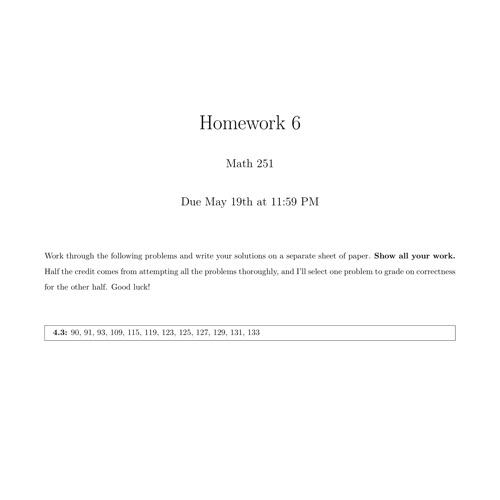 Homework 6
Math 251
Due May 19th at 11:59 PM
Work through the following problems and write your solutions on a separate sheet of paper. Show all your work.
Half the credit comes from attempting all the problems thoroughly, and I'll select one problem to grade on correctness
for the other half. Good luck!
4.3: 90, 91, 93, 109, 115, 119, 123, 125, 127, 129, 131, 133